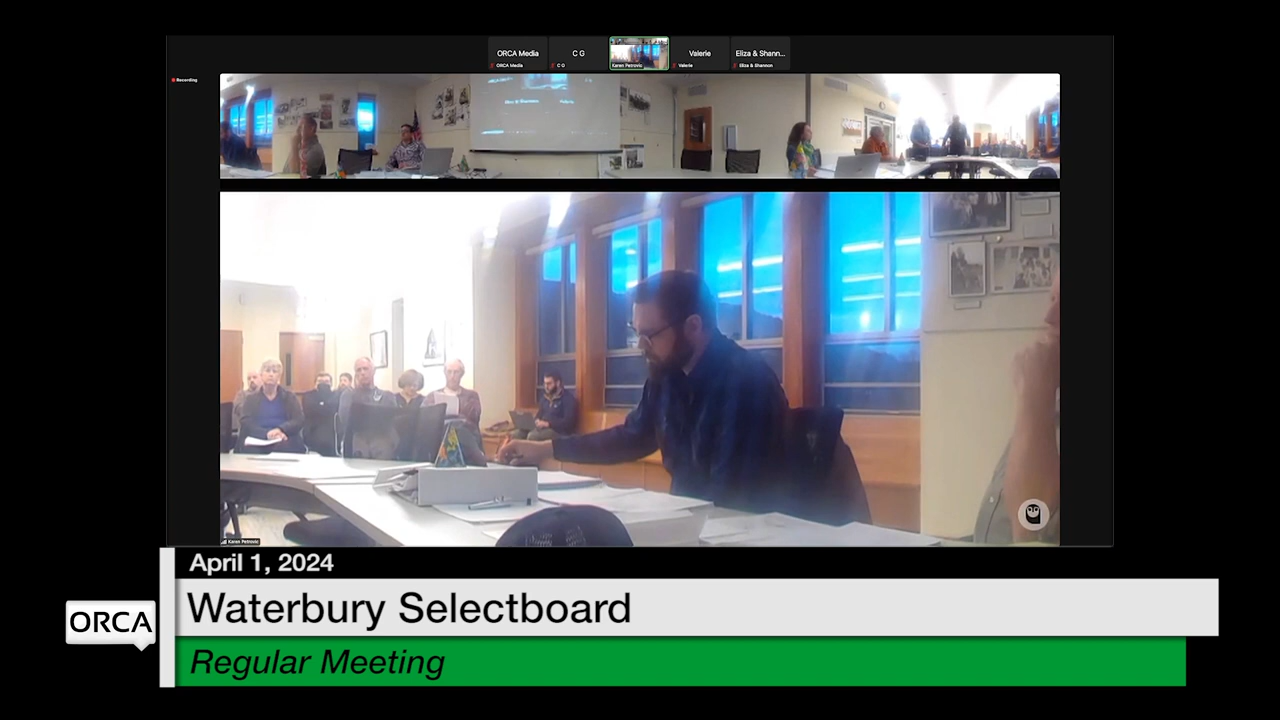 ORCA Media
C G
Valerie
Eliza & Shann...
ORCA Media
C G
Karen Petrovic
Valerie
Eliza & Shannon
Recording
Karen Petrovic
April 1, 2024
Waterbury Selectboard
ORCA
Regular Meeting